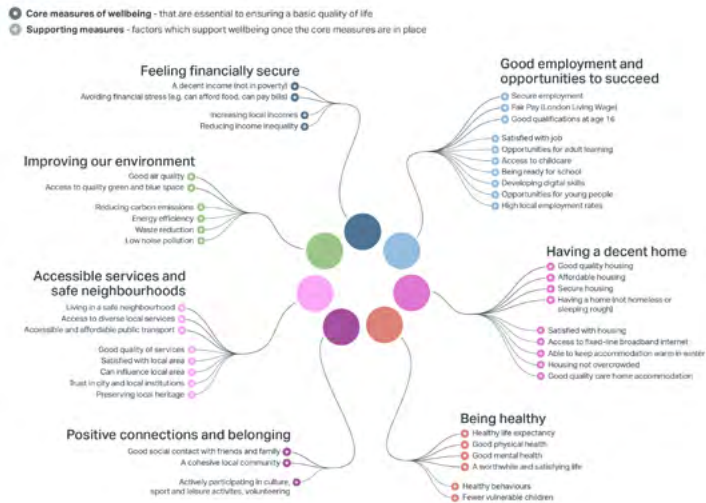 Core measures of wellbeing - that are essential to ensuring a basic quality of life
Supporting measures - factors which support wellbeing once the core measures are in place
Feeling financially secure
A decent income (not in poverty)
Avoiding financial stress (e.g. can afford food, can pay bills)
Increasing local incomes
Reducing income inequality
Good employment and
opportunities to succeed
Secure employment
Fair Pay (London Living Wage)
Good qualifications at age 16
Satisfied with job
Opportunities for adult learning
Access to childcare
Being ready for school
Developing digital skills
Opportunities for young people
High local employment rates
Improving our environment
Good air quality
Access to quality green and blue space
Reducing carbon emissions
Energy efficiency
Waste reduction
Low noise pollution
Having a decent home
Good quality housing
Affordable housing
Secure housing
Having a home (not homeless or
sleeping rough)
Satisfied with housing
Access to fixed-line broadband internet
Able to keep accommodation warm in winter
Housing not overcrowded
Good quality care home accommodation
Accessible services and
safe neighbourhoods
Living in a safe neighbourhood
Access to diverse local services
Accessible and affordable public transport
Good quality of services
Satisfied with local area
Can influence local area
Trust in city and local institutions
Preserving local heritage
Positive connections and belonging
Good social contact with friends and family
A cohesive local community
Actively participating in culture,
sport and leisure activites, volunteering
Being healthy
Healthy life expectancy
Good physical health
Good mental health
A worthwhile and satisfying life
Healthy behaviours
Fewer vulnerable children